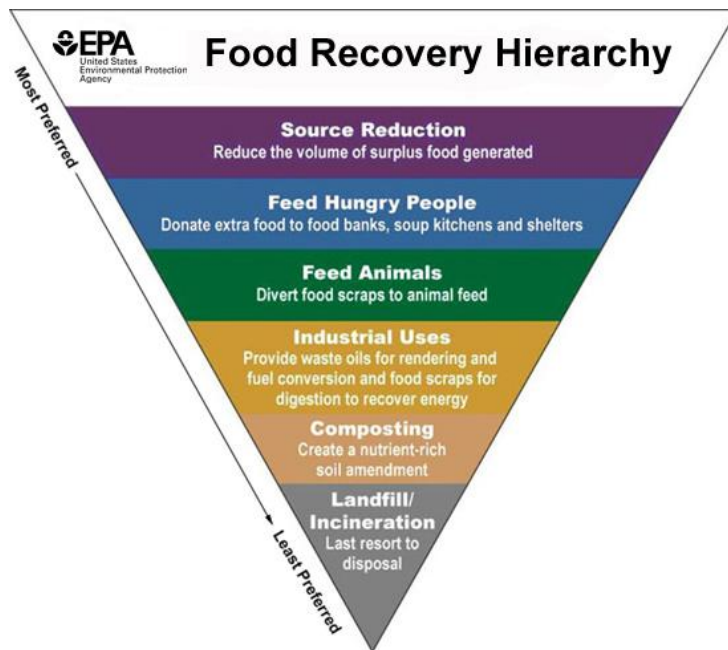 EPA
United States
Environmental Protection
Agency
Food Recovery Hierarchy
Most Preferred
Source Reduction
Reduce the volume of surplus food generated
Feed Hungry People
Donate extra food to food banks, soup kitchens and shelters
Feed Animals
Divert food scraps to animal feed
Industrial Uses
Provide waste oils for rendering and
fuel conversion and food scraps for
digestion to recover energy
Composting
Create a nutrient-rich
soil amendment
Landfill/
Incineration
Last resort to
disposal
Least Preferred